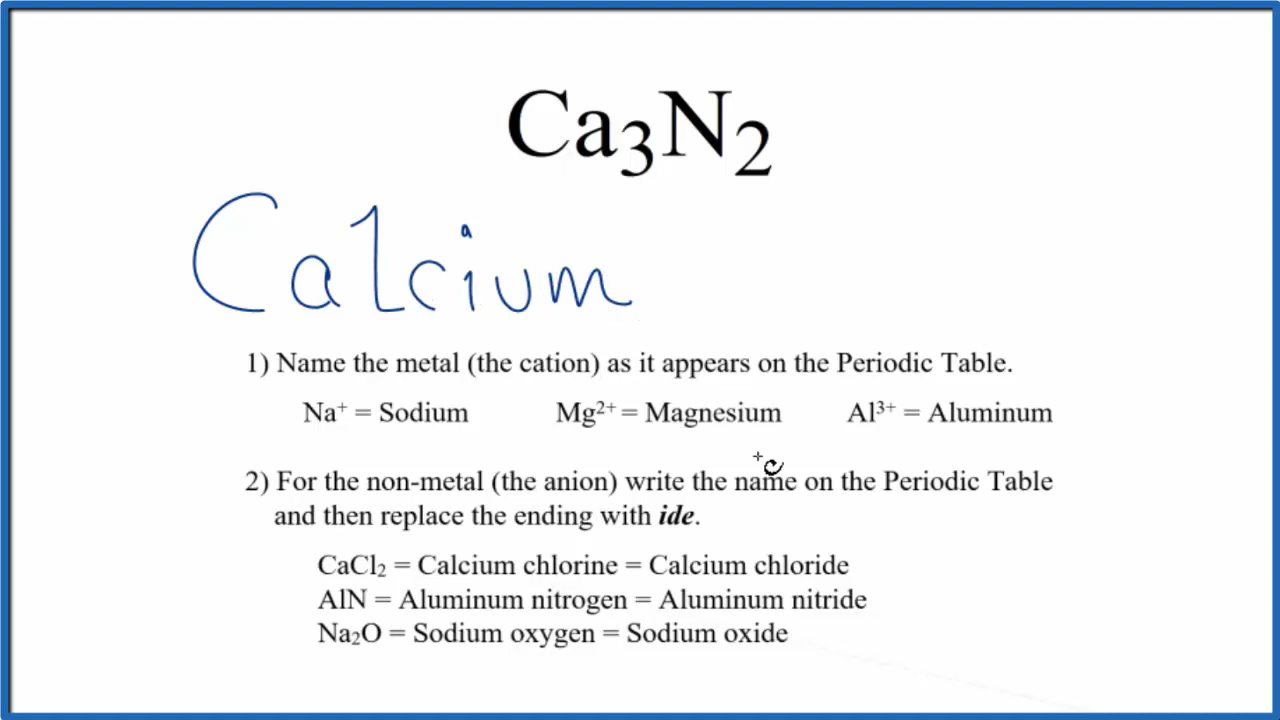 Ca₃N₂
Calcium
1) Name the metal (the cation) as it appears on the Periodic Table.
Na⁺ = Sodium Mg²⁺ = Magnesium Al³⁺ = Aluminum
2) For the non-metal (the anion) write the name on the Periodic Table
and then replace the ending with ide.
CaCl₂ = Calcium chlorine = Calcium chloride
AlN = Aluminum nitrogen = Aluminum nitride
Na₂O = Sodium oxygen = Sodium oxide